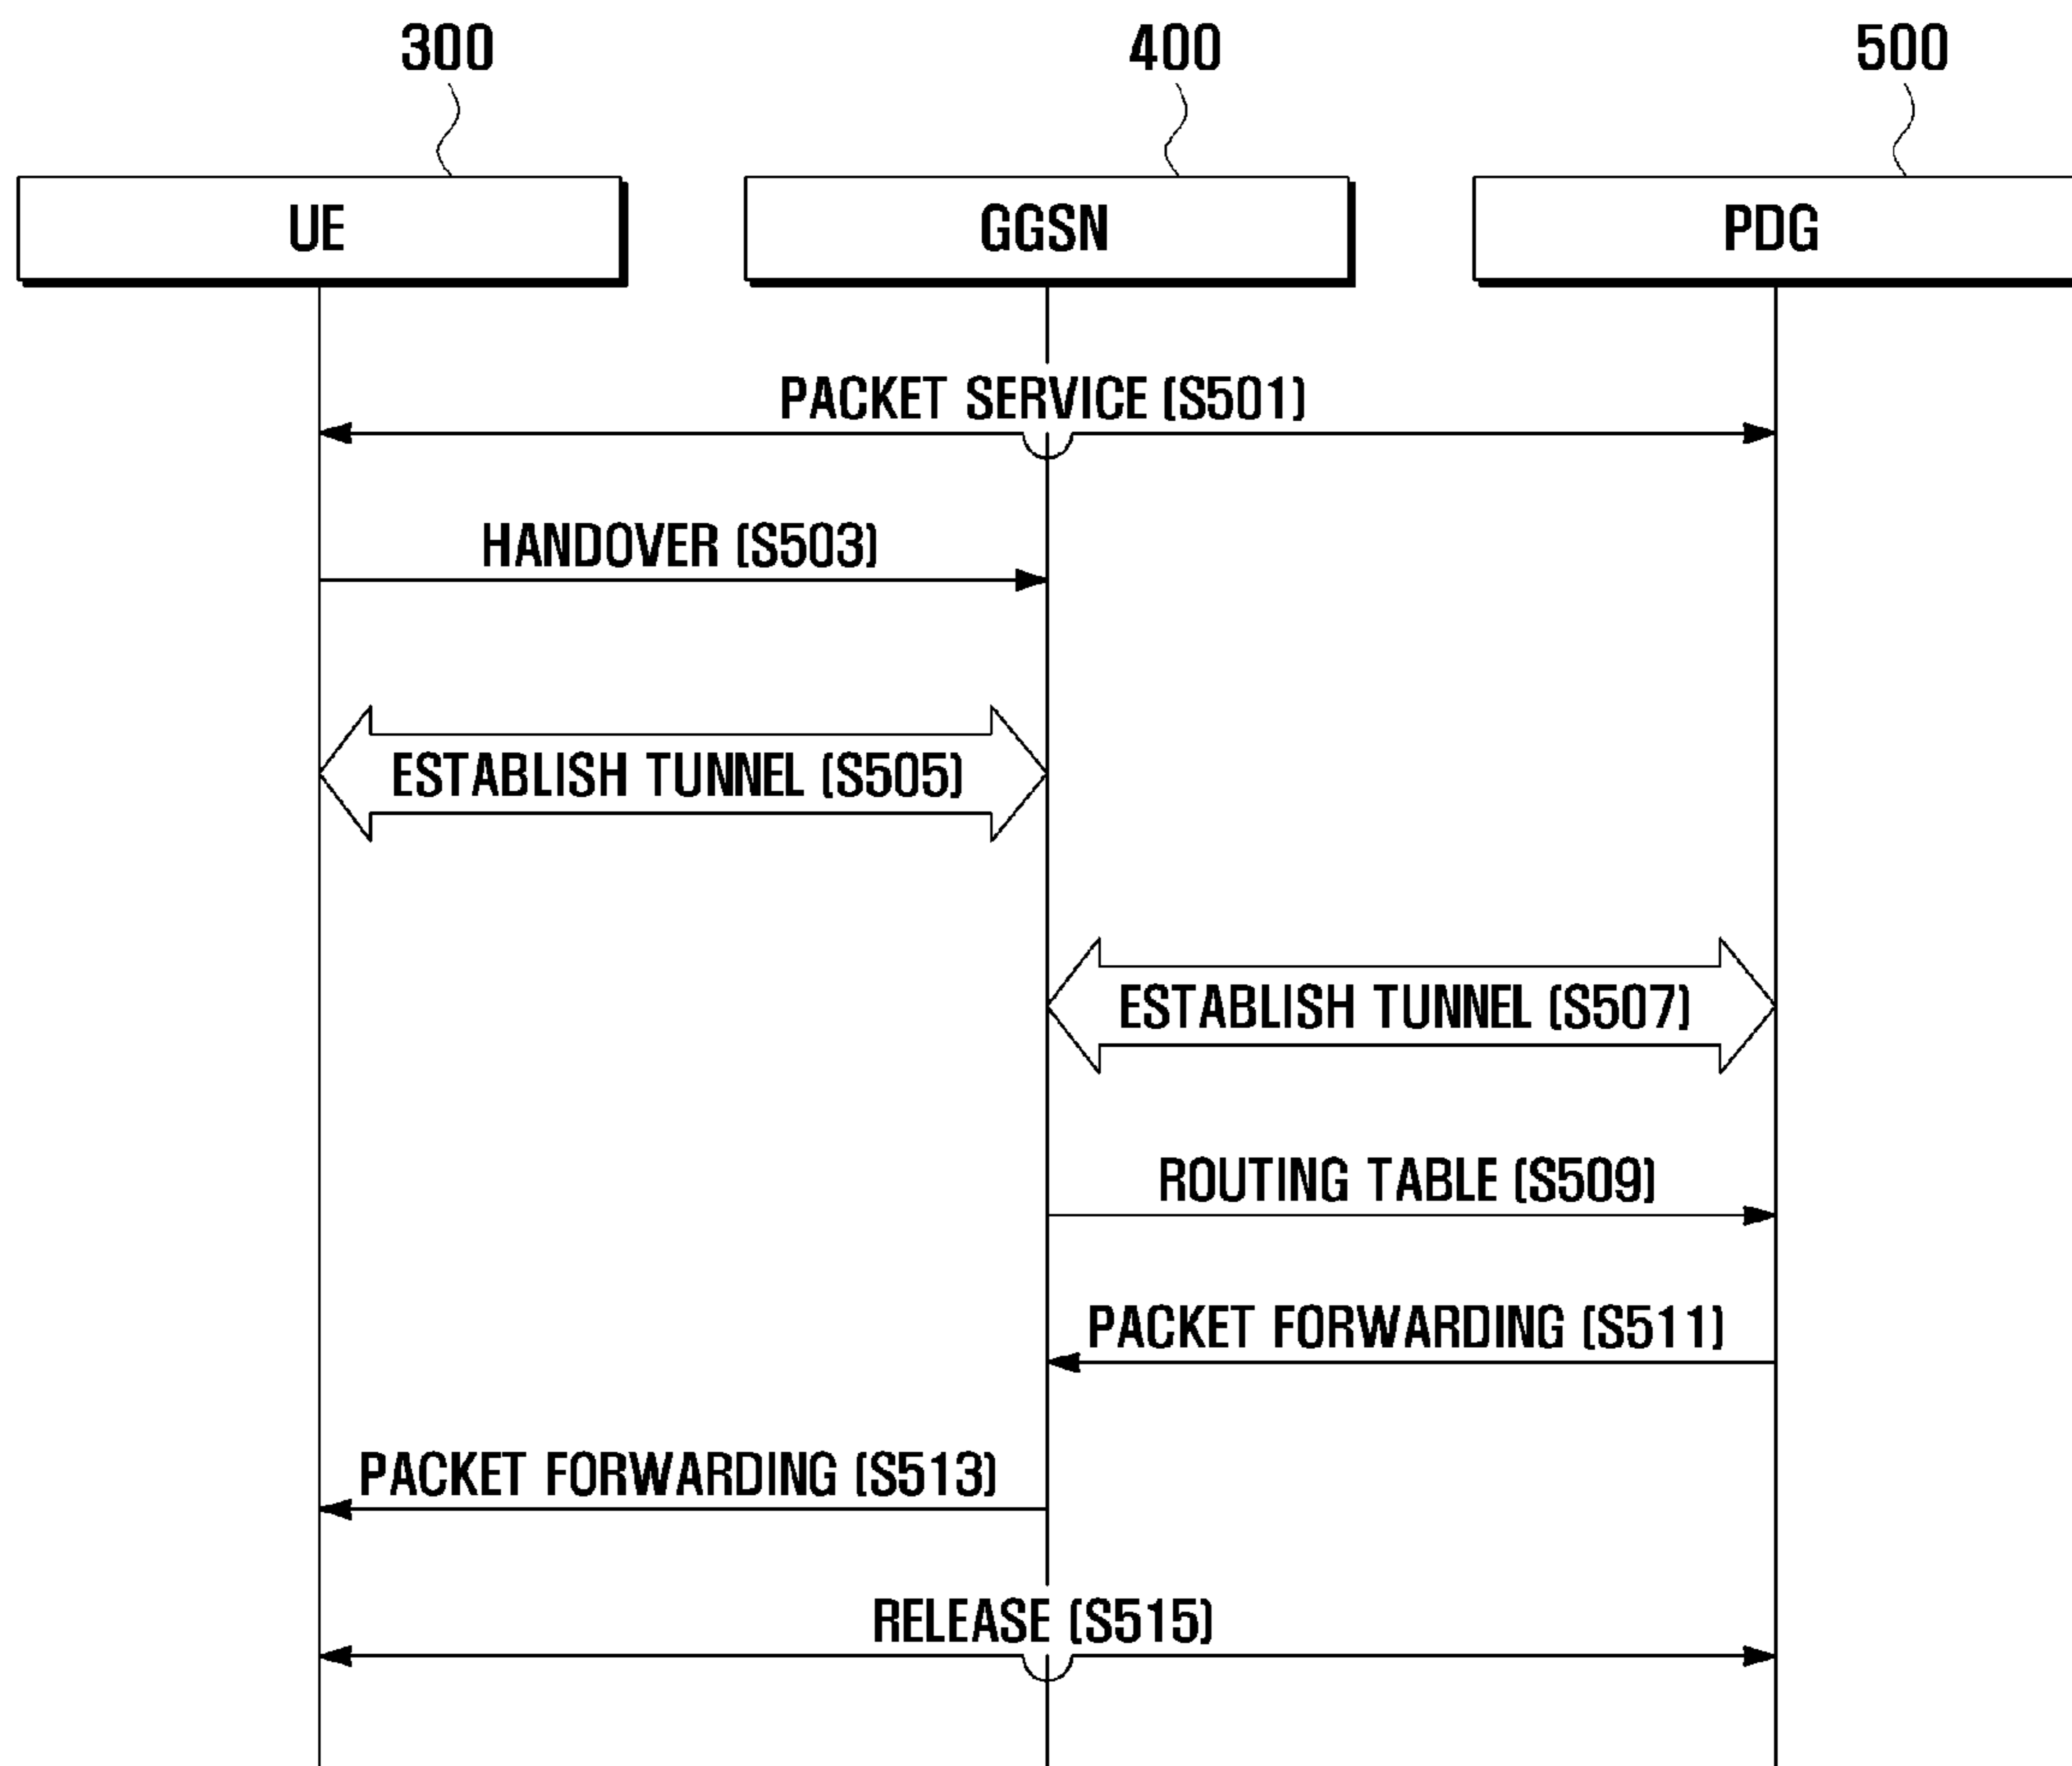 300
400
500
UE
GGSN
PDG
PACKET SERVICE (S501)
HANDOVER (S503)
ESTABLISH TUNNEL (S505)
ESTABLISH TUNNEL (S507)
ROUTING TABLE (S509)
PACKET FORWARDING (S511)
PACKET FORWARDING (S513)
RELEASE (S515)